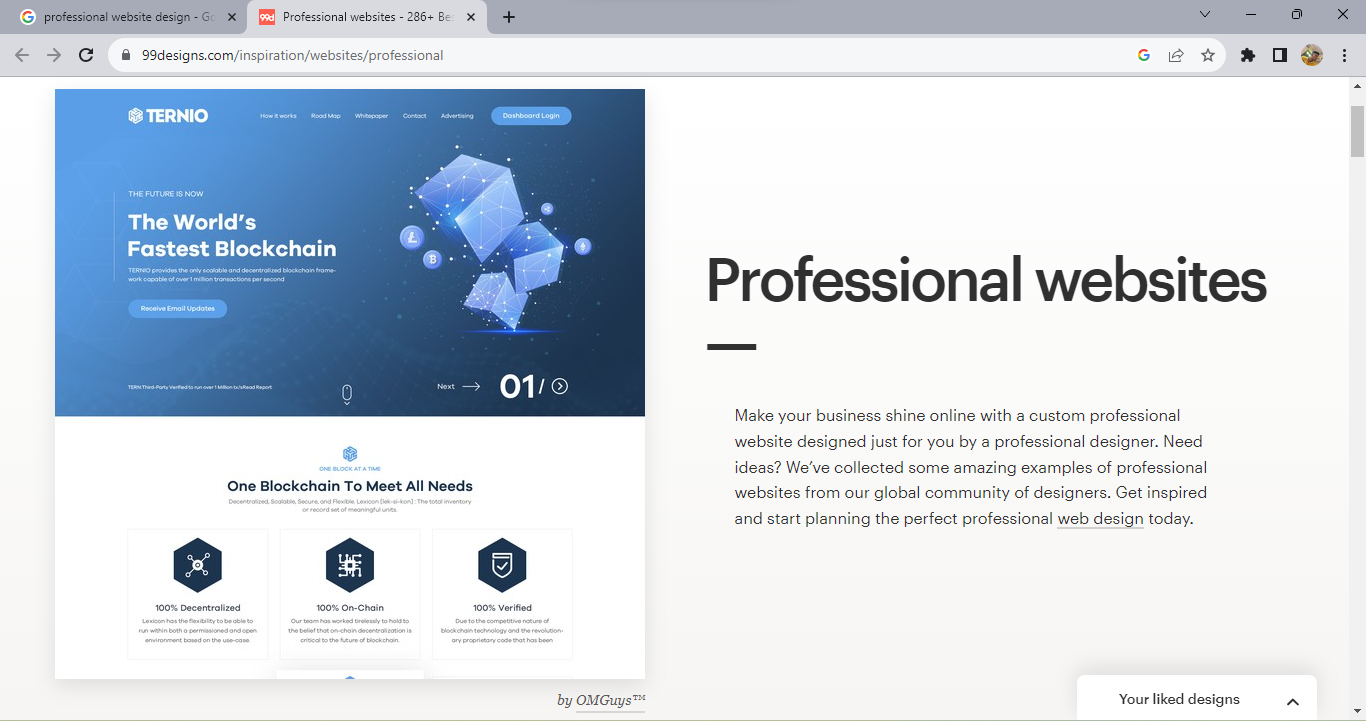 professional website design - Go
99d
Professional websites - 286+ Bes
99designs.com/inspiration/websites/professional
TERNIO
How it works
Road Map
Whitepaper
Contact
Advertising
Dashboard Login
THE FUTURE IS NOW
The World's
Fastest Blockchain
TERNIO provides the only scalable and decentralized blockchain frame-
work capable of over 1 million transactions per second
Receive Email Updates
TERN:Third-Party Verified to run over 1 Million tx/sRead Report
Next
01/
ONE BLOCK AT A TIME
One Blockchain To Meet All Needs
Decentralized, Scalable, Secure, and Flexible. Lexicon [lek-si-kon] : The total inventory
or record set of meaningful units.
100% Decentralized
Lexicon has the flexibility to be able to
run within both a permissioned and open
environment based on the use-case.
100% On-Chain
Our team has worked tirelessly to hold to
the belief that on-chain decentralization is
critical to the future of blockchain.
100% Verified
Due to the competitive nature of
blockchain technology and the revolution-
ary proprietary code that has been
by OMGuys™
Professional websites
Make your business shine online with a custom professional
website designed just for you by a professional designer. Need
ideas? We've collected some amazing examples of professional
websites from our global community of designers. Get inspired
and start planning the perfect professional web design today.
Your liked designs